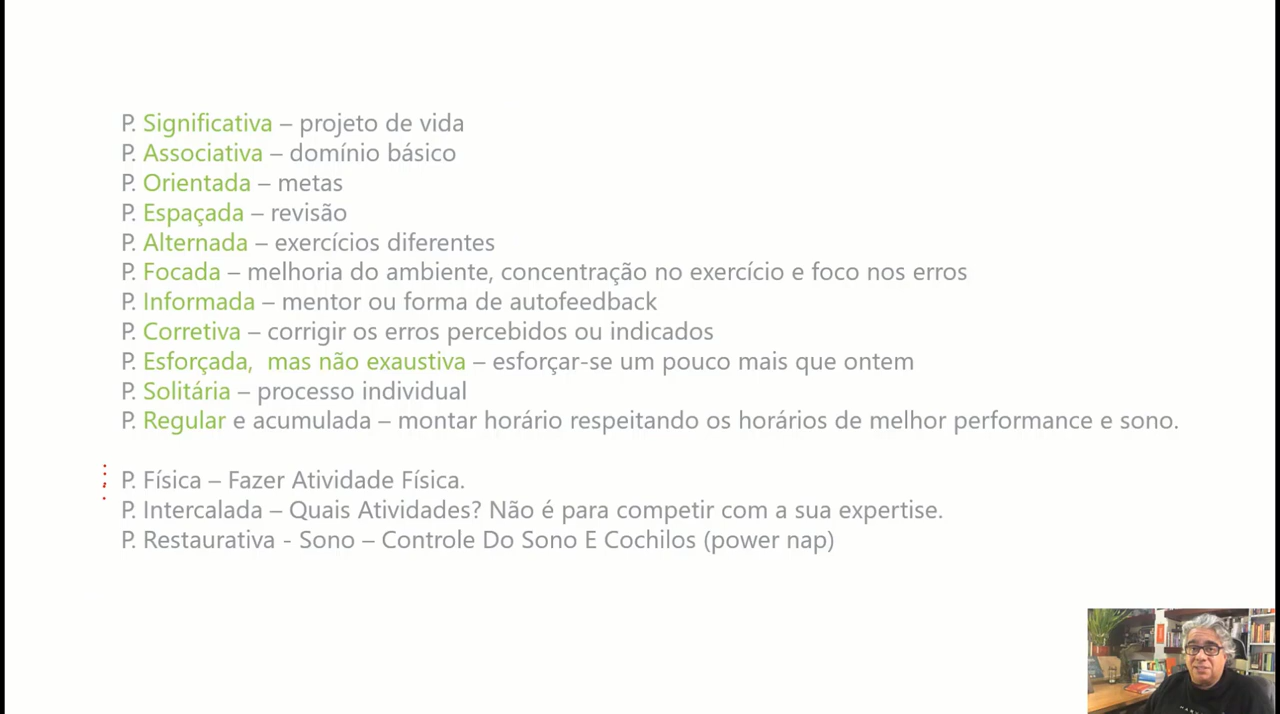 P. Significativa – projeto de vida
P. Associativa – domínio básico
P. Orientada – metas
P. Espaçada – revisão
P. Alternada – exercícios diferentes
P. Focada – melhoria do ambiente, concentração no exercício e foco nos erros
P. Informada – mentor ou forma de autofeedback
P. Corretiva – corrigir os erros percebidos ou indicados
P. Esforçada,  mas não exaustiva – esforçar-se um pouco mais que ontem
P. Solitária – processo individual
P. Regular e acumulada – montar horário respeitando os horários de melhor performance e sono.
P. Física – Fazer Atividade Física.
P. Intercalada – Quais Atividades? Não é para competir com a sua expertise.
P. Restaurativa - Sono – Controle Do Sono E Cochilos (power nap)